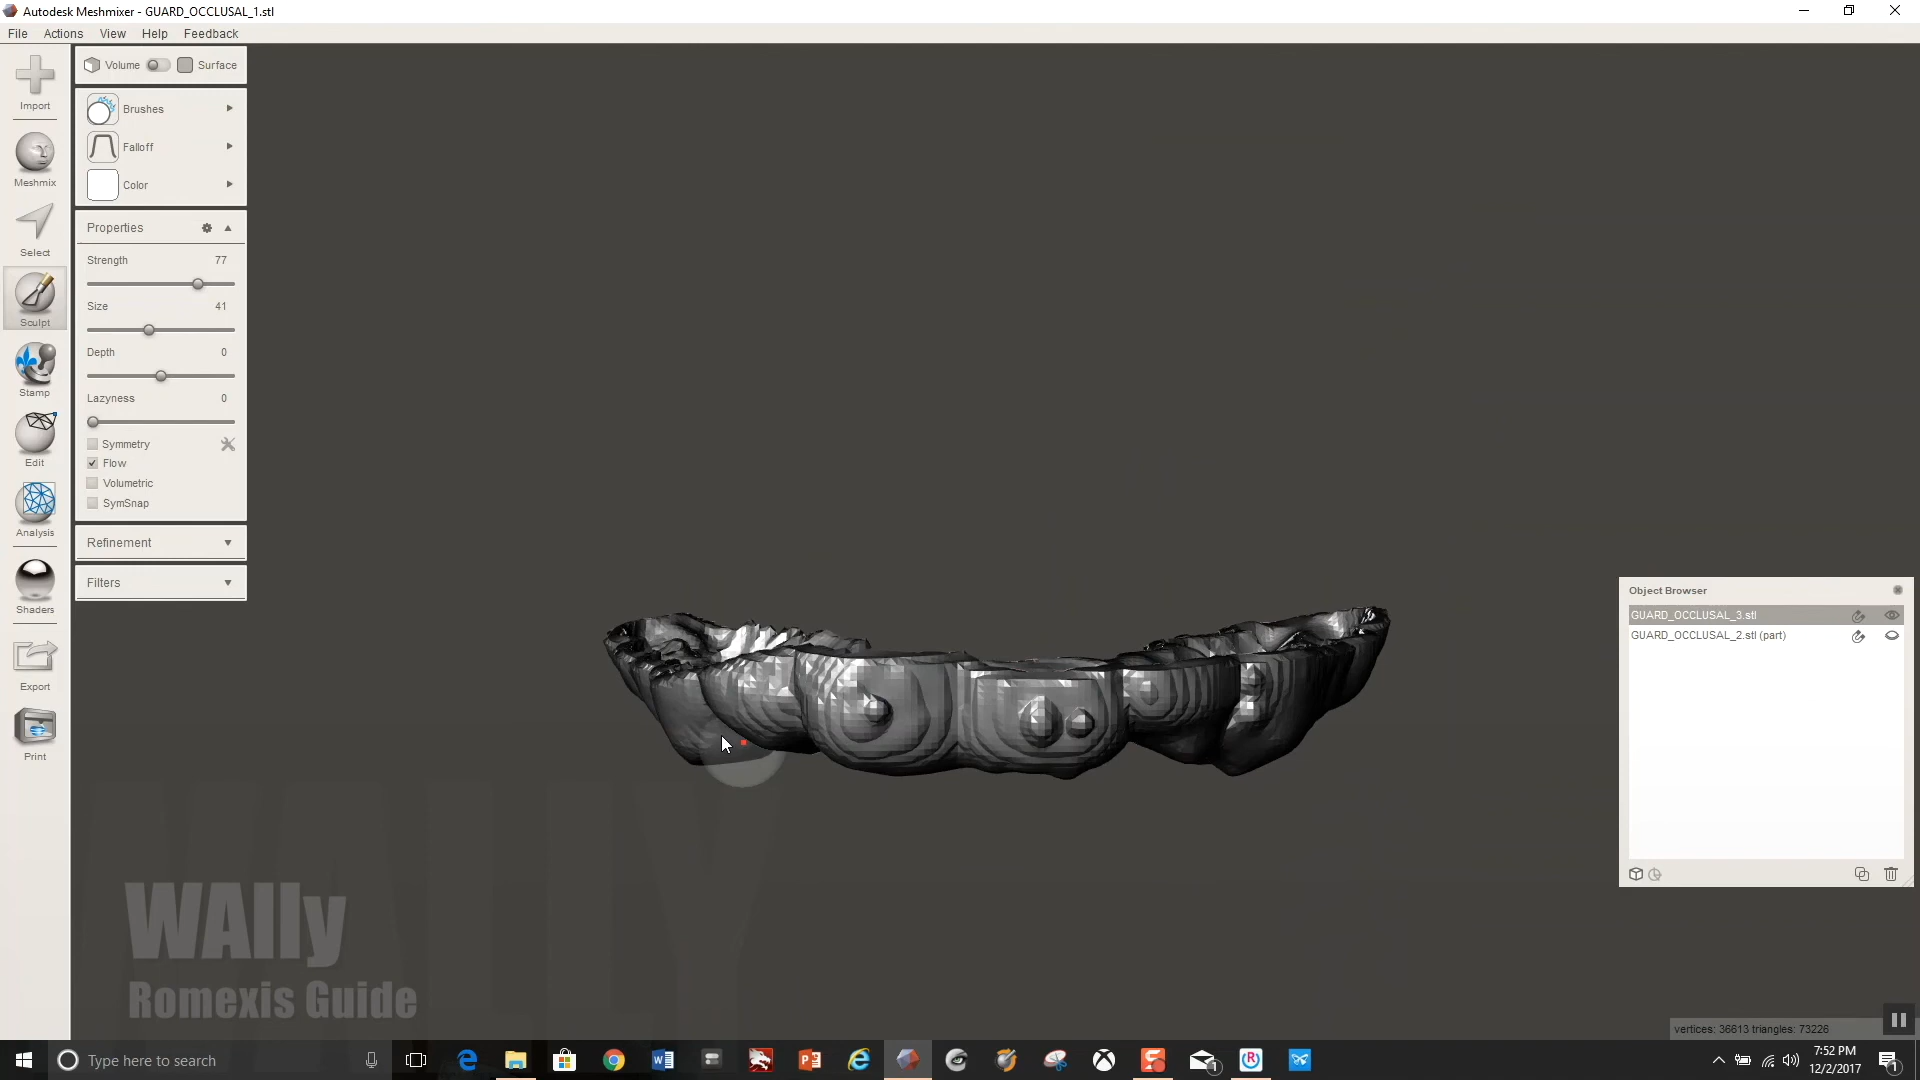 Autodesk Meshmixer - GUARD_OCCLUSAL_1.stl
File Actions View Help Feedback
Import
Meshmix
Select
Sculpt
Stamp
Edit
Analysis
Shaders
Export
Print
Volume Surface
Brushes
Falloff
Color
Properties
Strength 77
Size 41
Depth 0
Lazyness 0
Symmetry
Flow
Volumetric
SymSnap
Refinement
Filters
Object Browser
GUARD_OCCLUSAL_3.stl
GUARD_OCCLUSAL_2.stl (part)
WALLY
WAlly
Romexis Guide
vertices: 36613 triangles: 73226
Type here to search
7:52 PM
12/2/2017